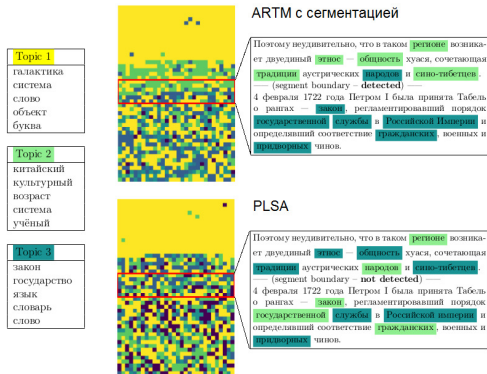 ARTM с сегментацией
Topic 1
галактика
система
слово
объект
буква
Topic 2
китайский
культурный
возраст
система
учёный
Topic 3
закон
государство
язык
словарь
слово
Поэтому неудивительно, что в таком регионе возника-
ет двуединый этнос — общность хуася, сочетающая
традиции аустрических народов и сино-тибетцев.
—— (segment boundary – detected) ——
4 февраля 1722 года Петром I была принята Табель
о рангах — закон, регламентировавший порядок
государственной службы в Российской Империи и
определявший соответствие гражданских, военных и
придворных чинов.
PLSA
Поэтому неудивительно, что в таком регионе возника-
ет двуединый этнос — общность хуася, сочетающая
традиции аустрических народов и сино-тибетцев.
—— (segment boundary – not detected) ——
4 февраля 1722 года Петром I была принята Табель
о рангах — закон, регламентировавший порядок
государственной службы в Российской империи и
определявший соответствие гражданских, военных и
придворных чинов.